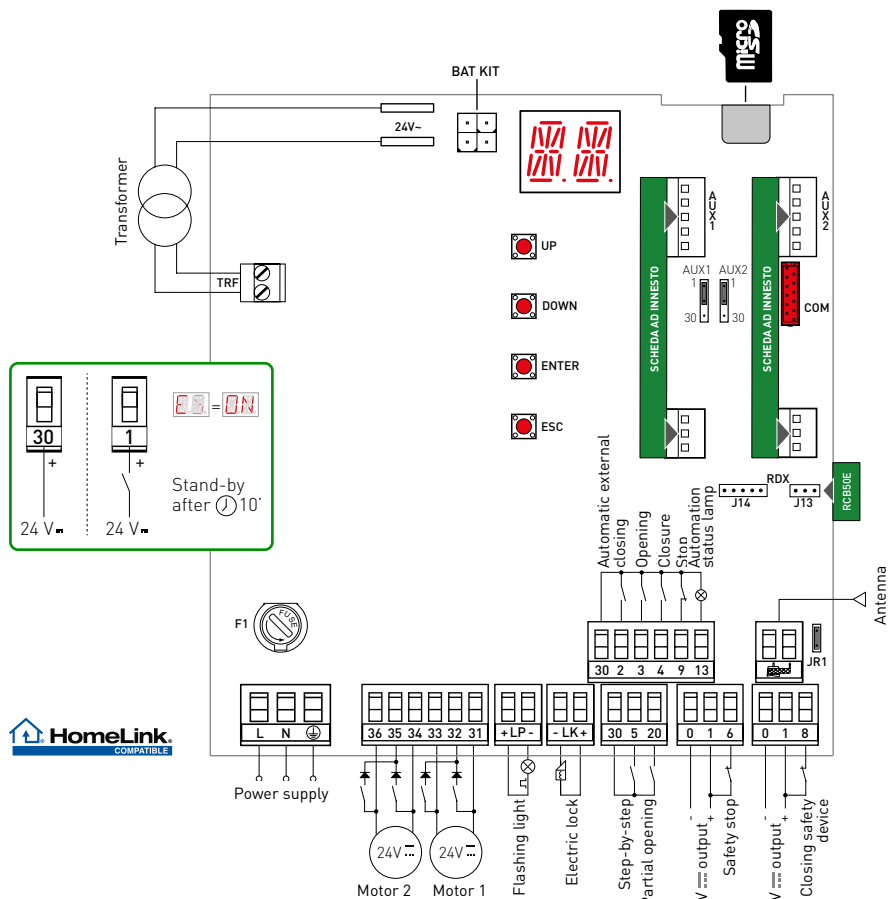 micro
SD
BAT KIT
24V~
Transformer
TRF
UP
DOWN
ENTER
ESC
AUX1
AUX2
SCHEDA AD INNESTO
SCHEDA AD INNESTO
AUX1 AUX2
1 1
30 30
COM
30
+
24 V
1
+
24 V
E.I. = ON
Stand-by
after 10'
RDX
J14
J13
RCB50E
Automatic external
closing
Opening
Closure
Stop
Automation
status lamp
Antenna
F1
FUSE
30 2 3 4 9 13
JR1
L N
36 35 34 33 32 31
+ LP -
- LK +
30 5 20
0 1 6
0 1 8
HomeLink®
COMPATIBLE
Power supply
24V
24V
Motor 2
Motor 1
Flashing light
Electric lock
Step-by-step
Partial opening
- +
V output
Safety stop
- +
V output
Closing safety
device